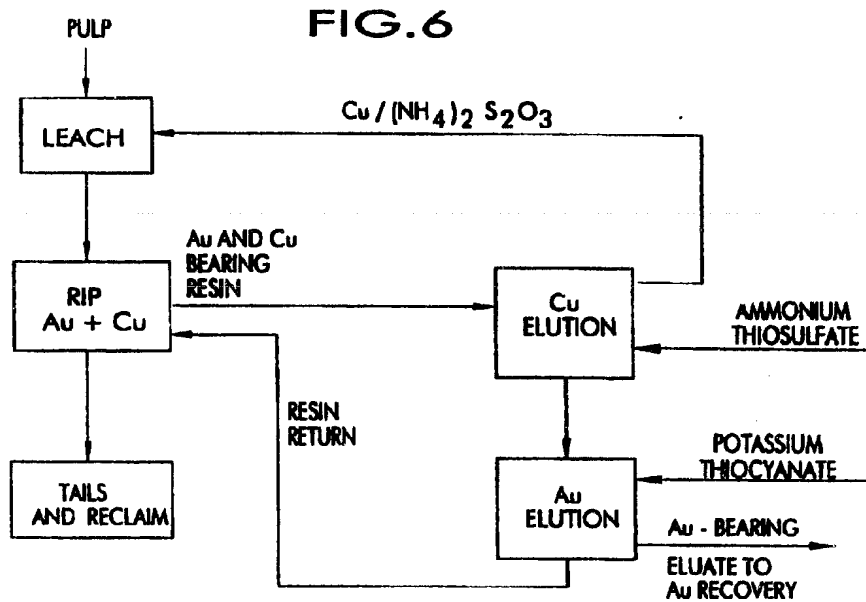 FIG.6
PULP
LEACH
Cu / (NH4)2 S2O3
RIP
Au + Cu
Au AND Cu
BEARING
RESIN
Cu
ELUTION
AMMONIUM
THIOSULFATE
RESIN
RETURN
TAILS
AND RECLAIM
Au
ELUTION
POTASSIUM
THIOCYANATE
Au - BEARING
ELUATE TO
Au RECOVERY